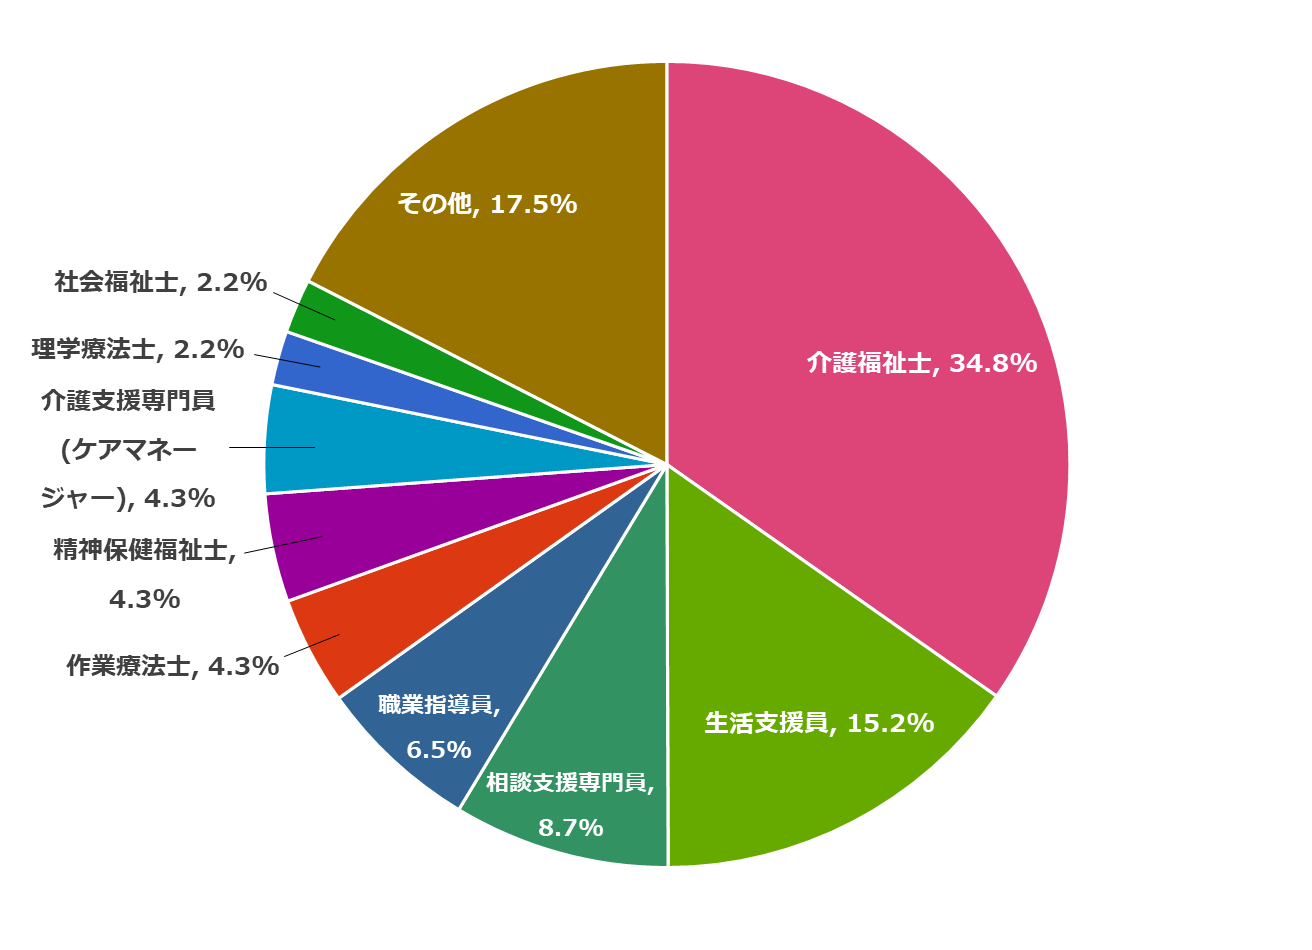 その他, 17.5%
社会福祉士, 2.2%
理学療法士, 2.2%
介護支援専門員
(ケアマネー
ジャー), 4.3%
精神保健福祉士,
4.3%
作業療法士, 4.3%
職業指導員,
6.5%
相談支援専門員,
8.7%
生活支援員, 15.2%
介護福祉士, 34.8%